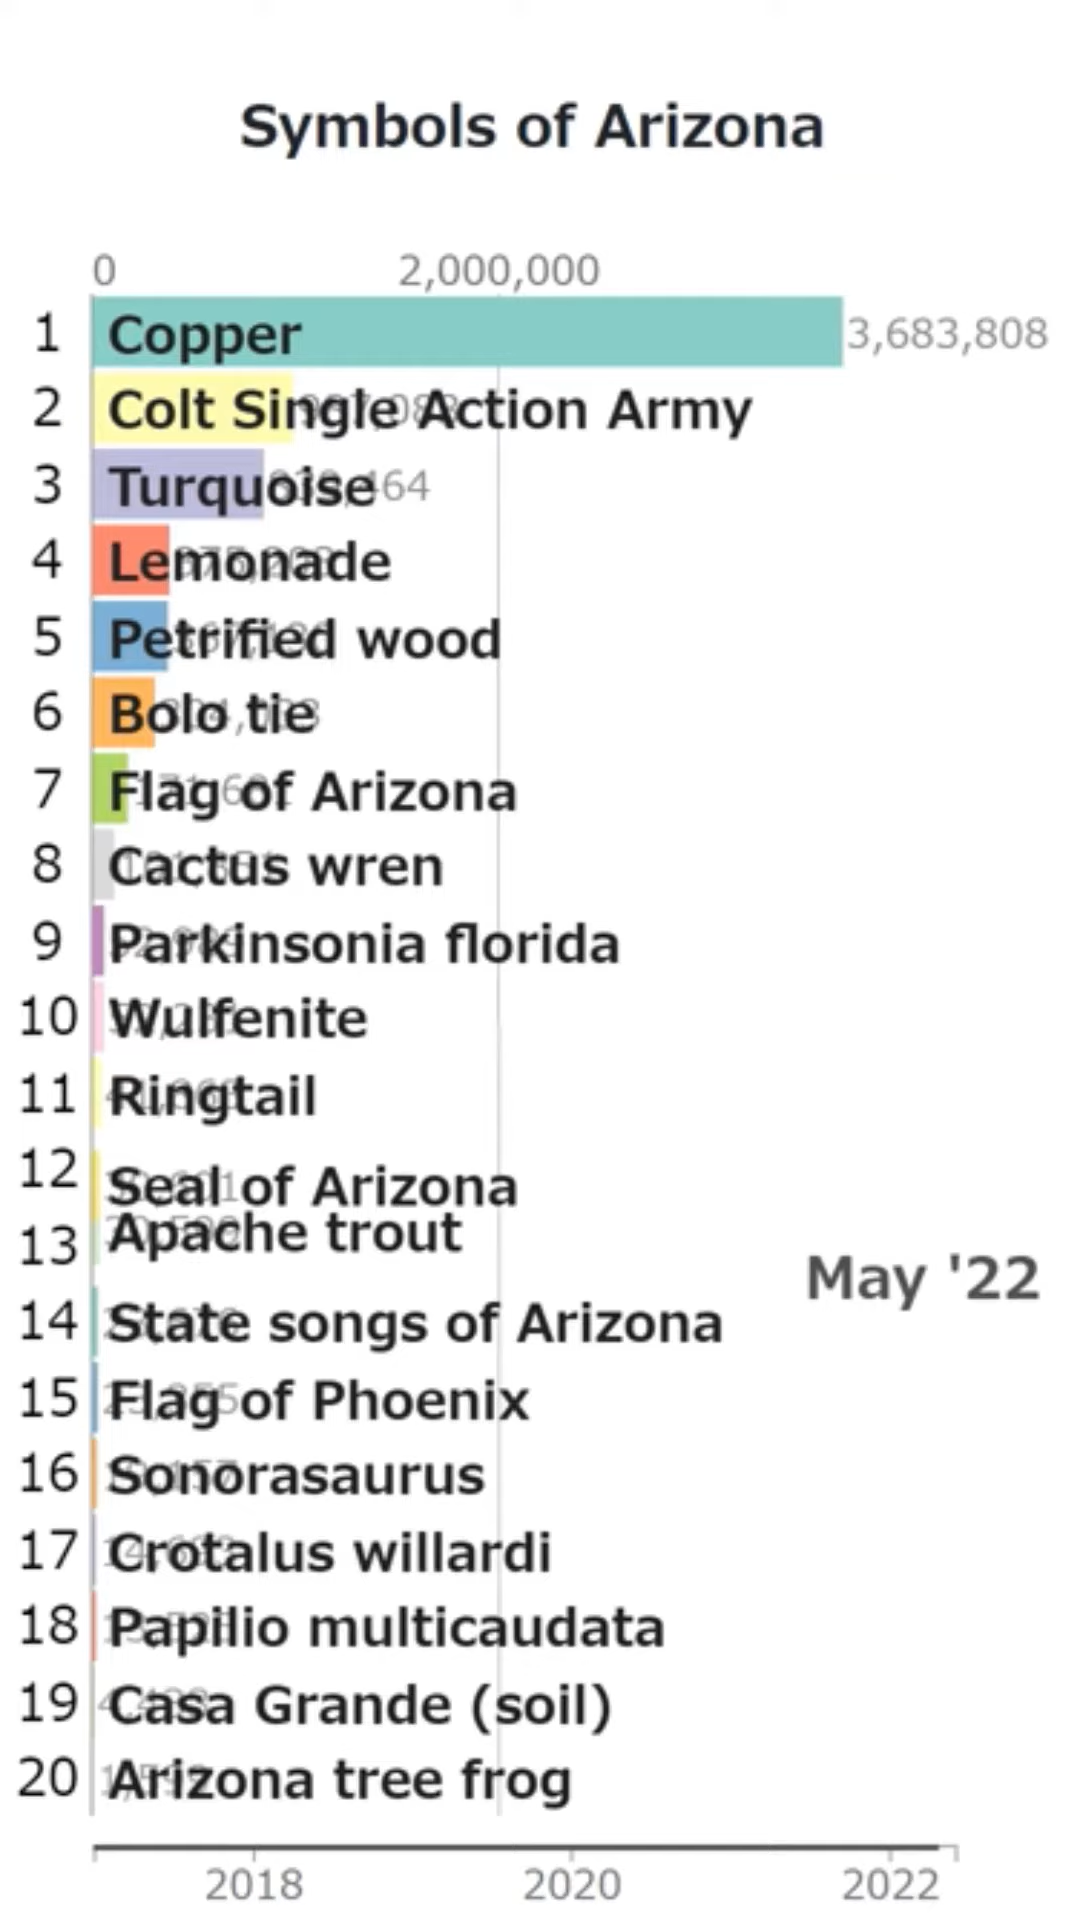 Symbols of Arizona
0 2,000,000
1 Copper 3,683,808
2 Colt Single Action Army
3 Turquoise
4 Lemonade
5 Petrified wood
6 Bolo tie
7 Flag of Arizona
8 Cactus wren
9 Parkinsonia florida
10 Wulfenite
11 Ringtail
12 Seal of Arizona
13 Apache trout
May '22
14 State songs of Arizona
15 Flag of Phoenix
16 Sonorasaurus
17 Crotalus willardi
18 Papilio multicaudata
19 Casa Grande (soil)
20 Arizona tree frog
2018 2020 2022